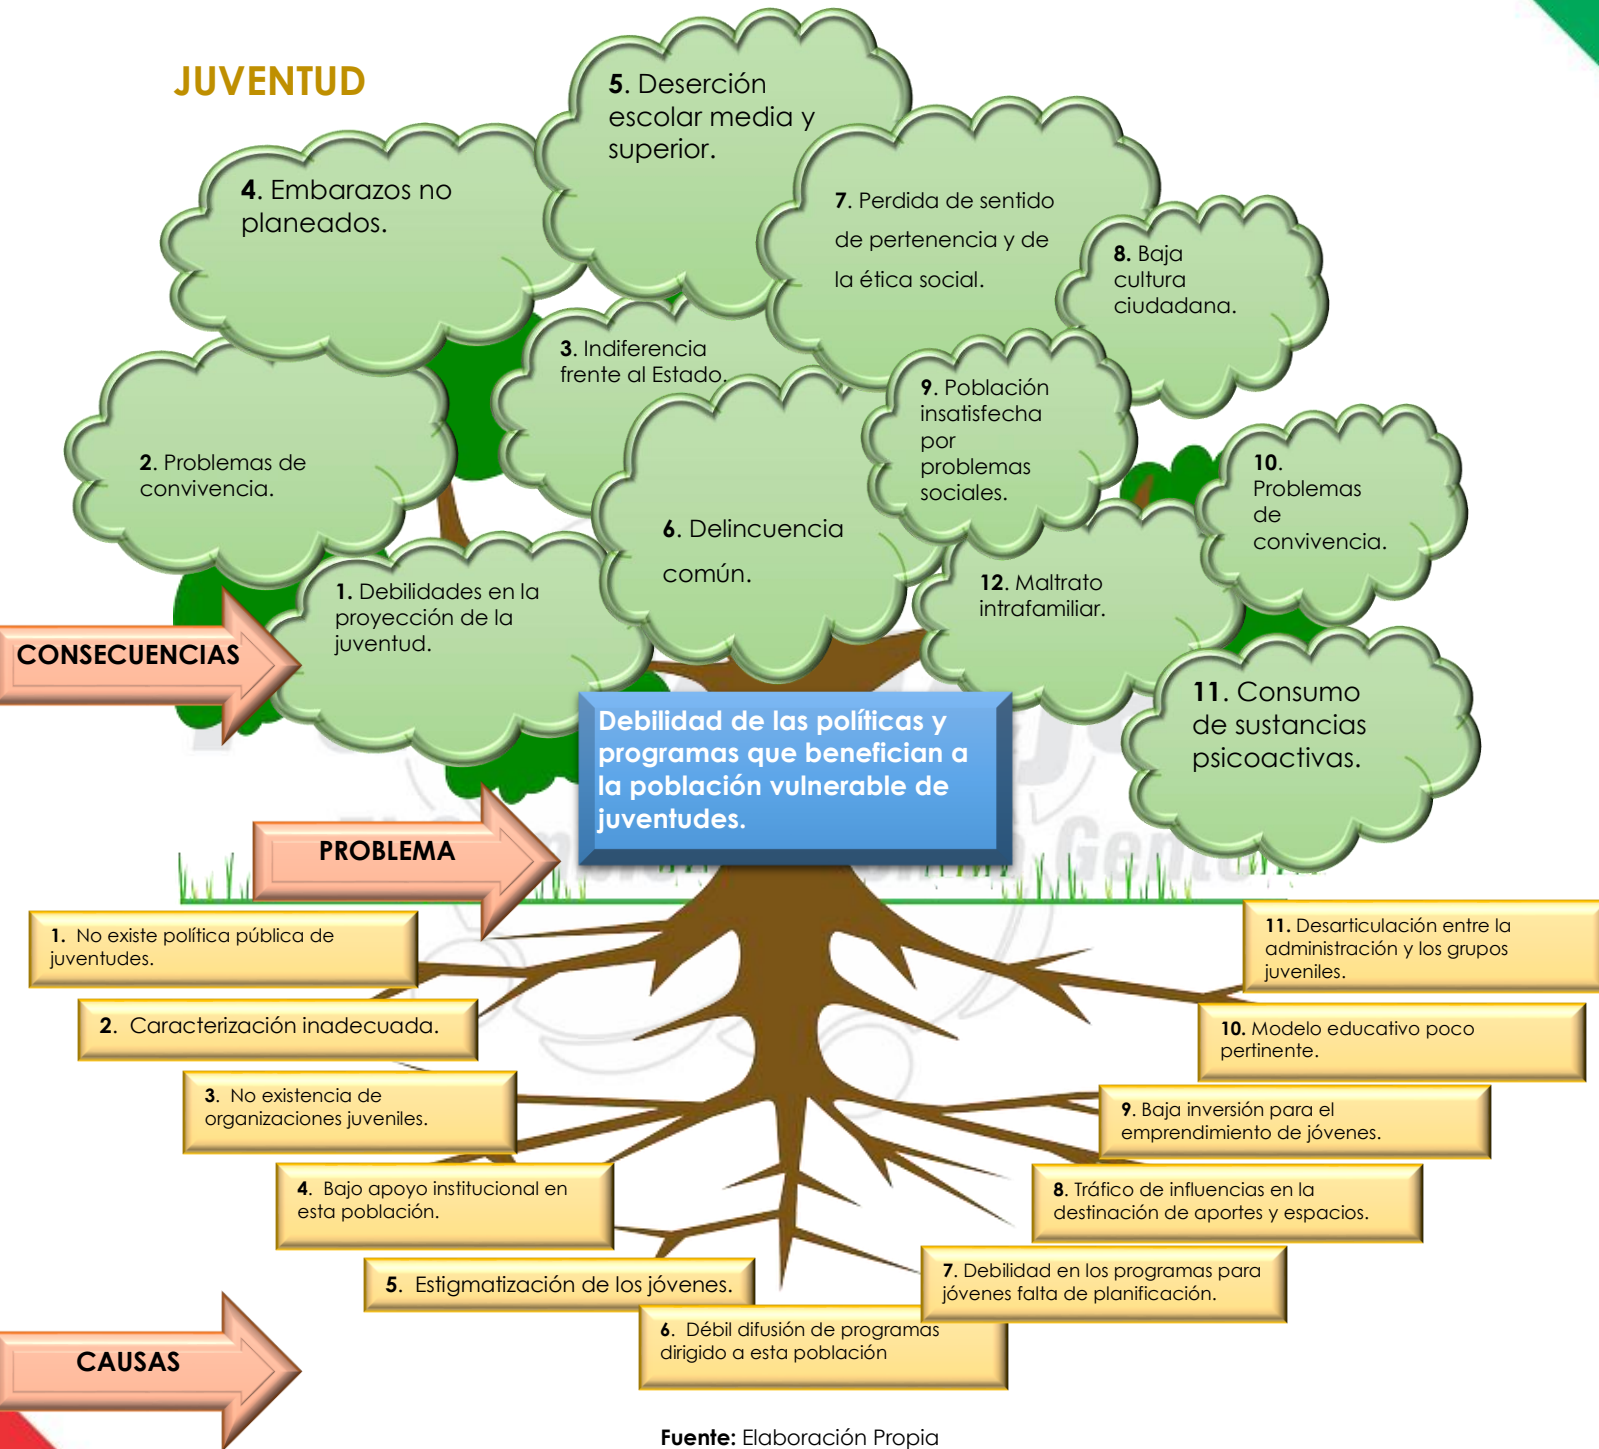 JUVENTUD
5. Deserción
escolar media y
superior.
4. Embarazos no
planeados.
7. Perdida de sentido
de pertenencia y de
la ética social.
8. Baja
cultura
ciudadana.
3. Indiferencia
frente al Estado.
9. Población
insatisfecha
por
problemas
sociales.
2. Problemas de
convivencia.
10.
Problemas
de
convivencia.
6. Delincuencia
común.
1. Debilidades en la
proyección de la
juventud.
12. Maltrato
intrafamiliar.
CONSECUENCIAS
11. Consumo
de sustancias
psicoactivas.
Debilidad de las políticas y
programas que benefician a
la población vulnerable de
juventudes.
PROBLEMA
Gente
1. No existe política pública de
juventudes.
11. Desarticulación entre la
administración y los grupos
juveniles.
2. Caracterización inadecuada.
10. Modelo educativo poco
pertinente.
3. No existencia de
organizaciones juveniles.
9. Baja inversión para el
emprendimiento de jóvenes.
4. Bajo apoyo institucional en
esta población.
8. Tráfico de influencias en la
destinación de aportes y espacios.
5. Estigmatización de los jóvenes.
7. Debilidad en los programas para
jóvenes falta de planificación.
6. Débil difusión de programas
dirigido a esta población
CAUSAS
Fuente: Elaboración Propia